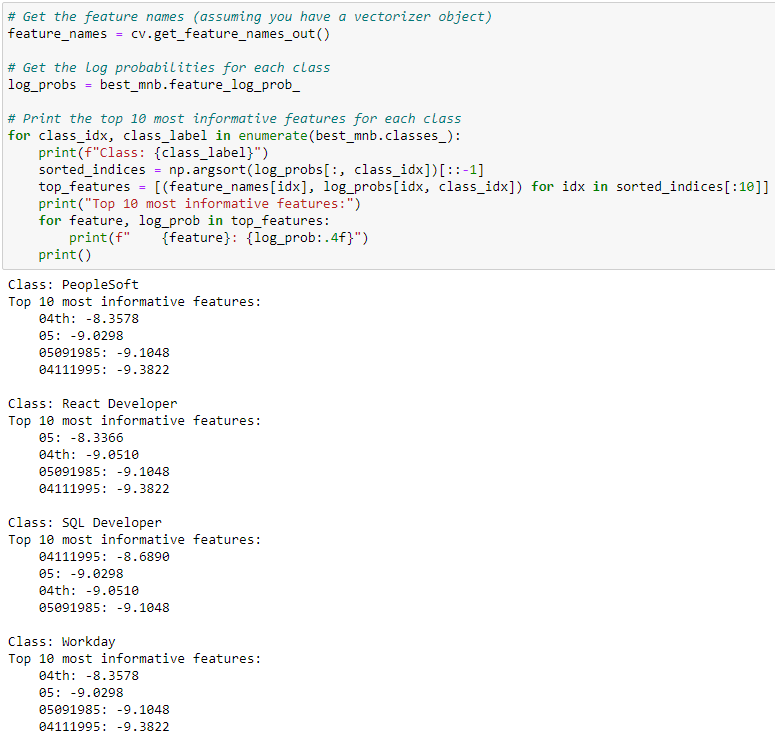 # Get the feature names (assuming you have a vectorizer object)
feature_names = cv.get_feature_names_out()
# Get the log probabilities for each class
log_probs = best_mnb.feature_log_prob_
# Print the top 10 most informative features for each class
for class_idx, class_label in enumerate(best_mnb.classes_):
    print(f"Class: {class_label}")
    sorted_indices = np.argsort(log_probs[:, class_idx])[::-1]
    top_features = [(feature_names[idx], log_probs[idx, class_idx]) for idx in sorted_indices[:10]]
    print("Top 10 most informative features:")
    for feature, log_prob in top_features:
        print(f"    {feature}: {log_prob:.4f}")
    print()
Class: PeopleSoft
Top 10 most informative features:
    04th: -8.3578
    05: -9.0298
    05091985: -9.1048
    04111995: -9.3822
Class: React Developer
Top 10 most informative features:
    05: -8.3366
    04th: -9.0510
    05091985: -9.1048
    04111995: -9.3822
Class: SQL Developer
Top 10 most informative features:
    04111995: -8.6890
    05: -9.0298
    04th: -9.0510
    05091985: -9.1048
Class: Workday
Top 10 most informative features:
    04th: -8.3578
    05: -9.0298
    05091985: -9.1048
    04111995: -9.3822